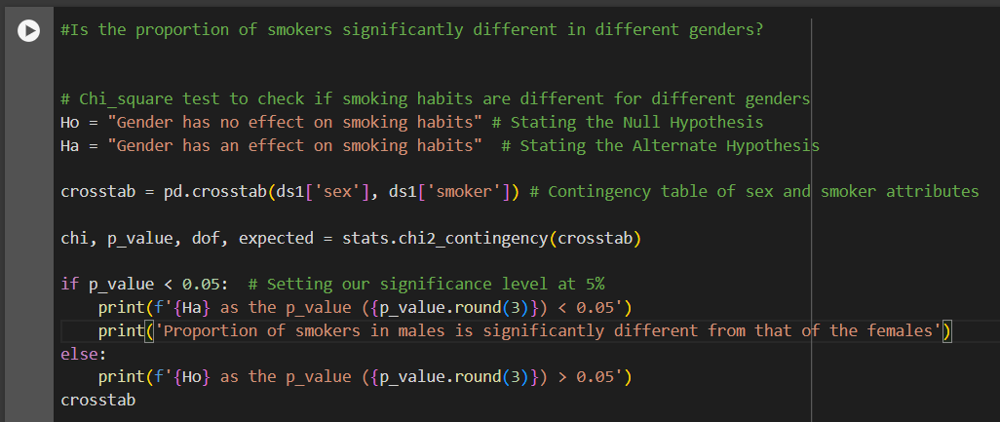 #Is the proportion of smokers significantly different in different genders?
# Chi_square test to check if smoking habits are different for different genders
Ho = "Gender has no effect on smoking habits" # Stating the Null Hypothesis
Ha = "Gender has an effect on smoking habits"  # Stating the Alternate Hypothesis
crosstab = pd.crosstab(ds1['sex'], ds1['smoker']) # Contingency table of sex and smoker attributes
chi, p_value, dof, expected = stats.chi2_contingency(crosstab)
if p_value < 0.05:  # Setting our significance level at 5%
    print(f'{Ha} as the p_value ({p_value.round(3)}) < 0.05')
    print('Proportion of smokers in males is significantly different from that of the females')
else:
    print(f'{Ho} as the p_value ({p_value.round(3)}) > 0.05')
crosstab